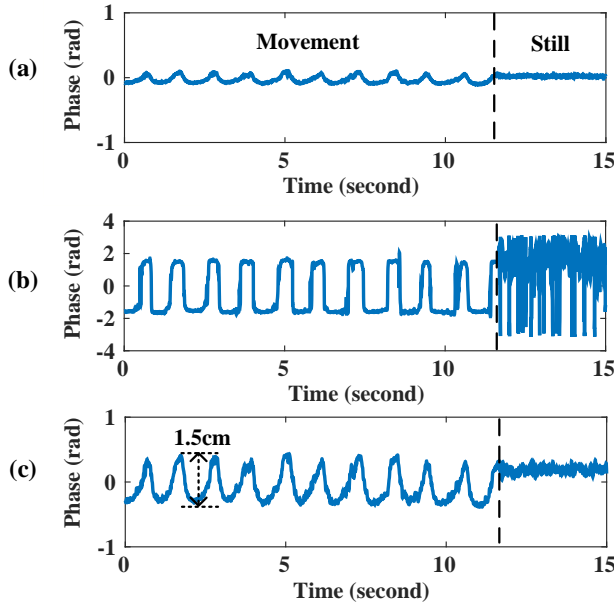 (a)
Phase (rad)
1
0
-1
Movement
Still
0
5
10
15
Time (second)
(b)
Phase (rad)
4
2
0
-2
-4
0
5
10
15
Time (second)
(c)
Phase (rad)
1
0
-1
1.5cm
0
5
10
15
Time (second)